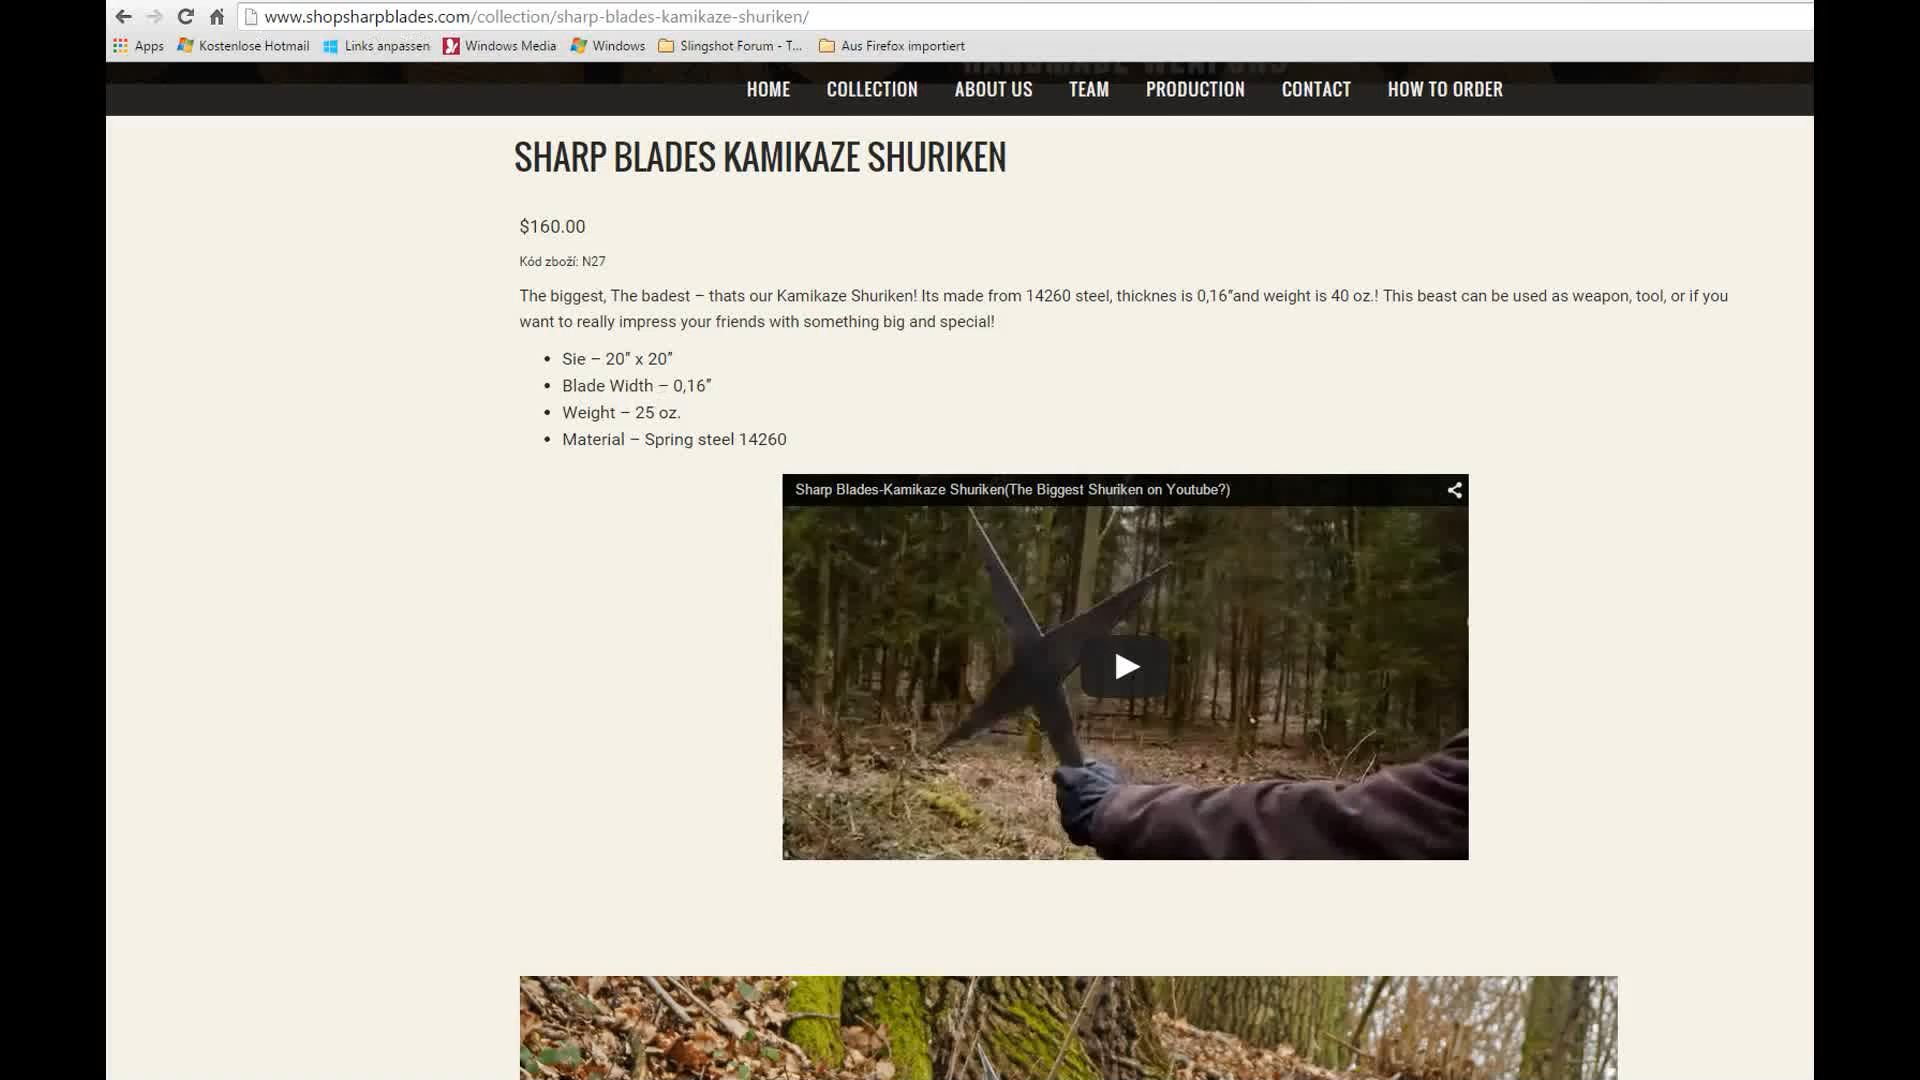 www.shopsharpblades.com/collection/sharp-blades-kamikaze-shuriken/
Apps Kostenlose Hotmail Links anpassen Windows Media Windows Slingshot Forum - T... Aus Firefox importiert
HOME COLLECTION ABOUT US TEAM PRODUCTION CONTACT HOW TO ORDER
SHARP BLADES KAMIKAZE SHURIKEN
$160.00
Kód zboží: N27
The biggest, The badest – thats our Kamikaze Shuriken! Its made from 14260 steel, thicknes is 0,16”and weight is 40 oz.! This beast can be used as weapon, tool, or if you
want to really impress your friends with something big and special!
• Sie – 20” x 20”
• Blade Width – 0,16”
• Weight – 25 oz.
• Material – Spring steel 14260
Sharp Blades-Kamikaze Shuriken(The Biggest Shuriken on Youtube?)